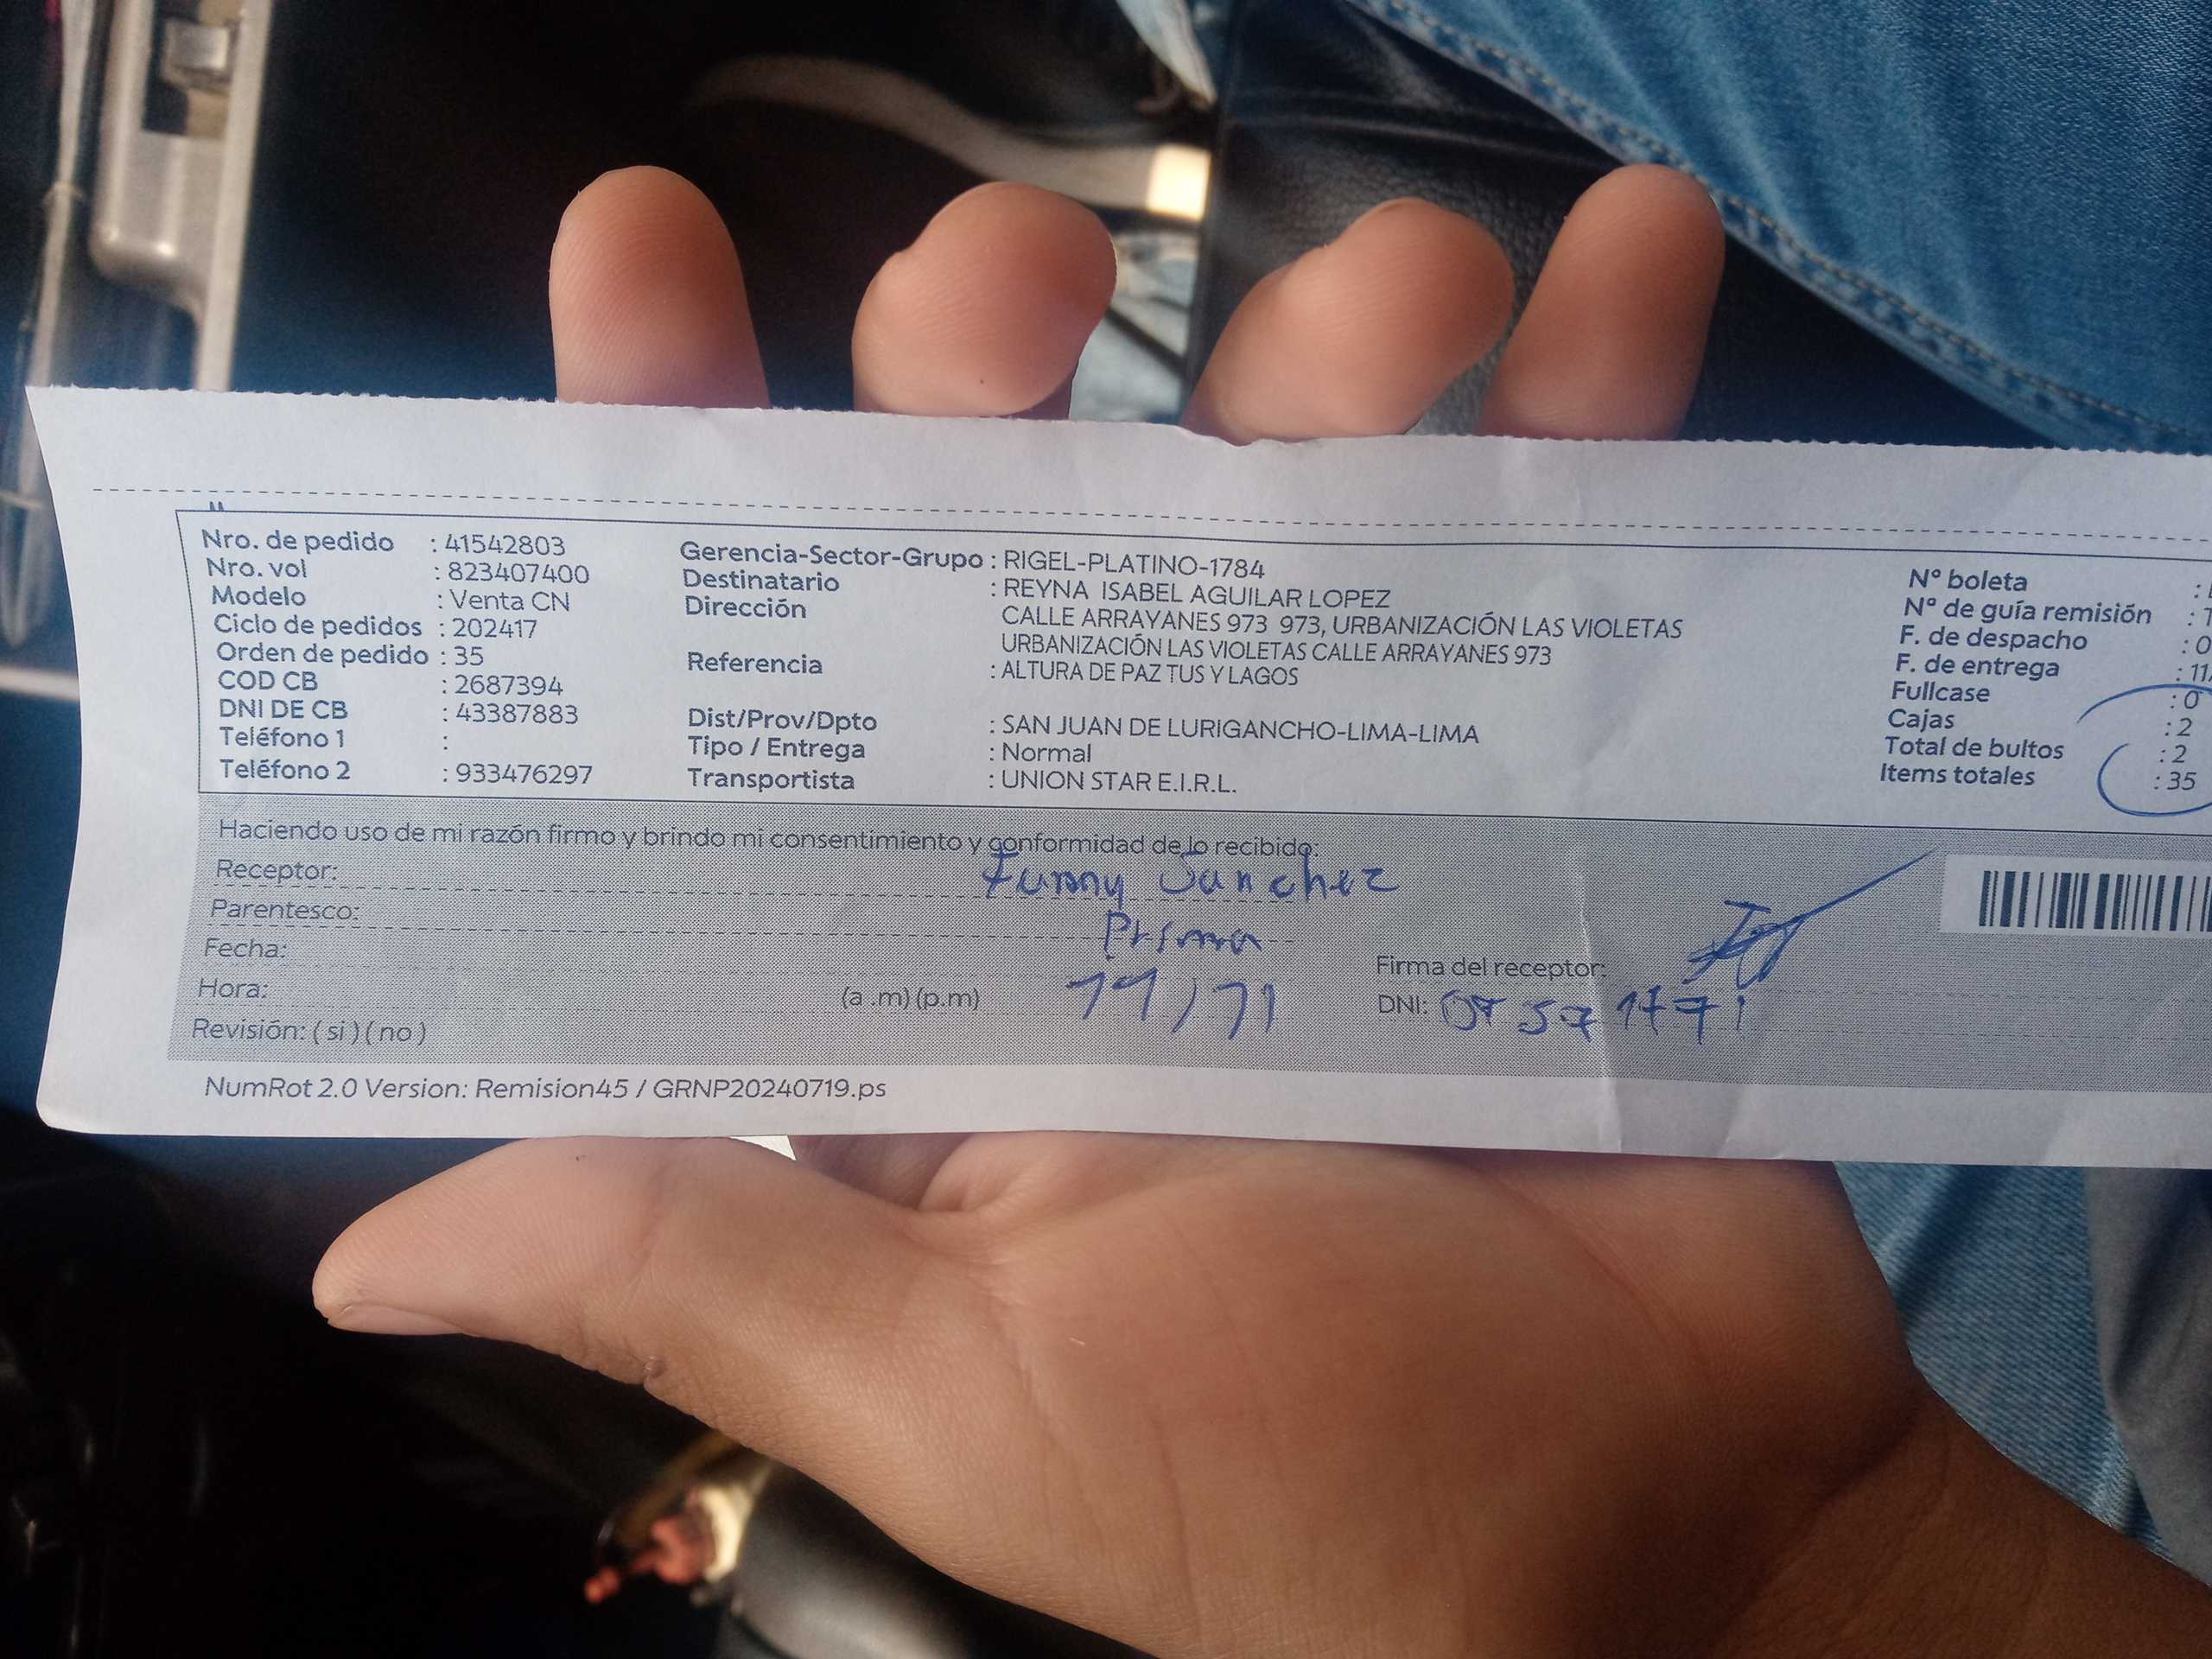 Nro. de pedido : 41542803
Nro. vol : 823407400
Modelo : Venta CN
Ciclo de pedidos : 202417
Orden de pedido : 35
COD CB : 2687394
DNI DE CB : 43387883
Teléfono 1 :
Teléfono 2 : 933476297
Gerencia-Sector-Grupo : RIGEL-PLATINO-1784
Destinatario : REYNA ISABEL AGUILAR LOPEZ
Dirección CALLE ARRAYANES 973 973, URBANIZACIÓN LAS VIOLETAS
URBANIZACIÓN LAS VIOLETAS CALLE ARRAYANES 973
Referencia : ALTURA DE PAZ TUS Y LAGOS
Dist/Prov/Dpto : SAN JUAN DE LURIGANCHO-LIMA-LIMA
Tipo / Entrega : Normal
Transportista : UNION STAR E.I.R.L.
N° boleta :
N° de guía remisión : T
F. de despacho : 0
F. de entrega : 11
Fullcase : 0
Cajas : 2
Total de bultos : 2
Items totales : 35
Haciendo uso de mi razón firmo y brindo mi consentimiento y conformidad de lo recibido:
Receptor: Sanchez
Parentesco: Prima
Fecha:
Hora: (a .m) (p.m) 11/11
Revisión: ( si ) ( no )
Firma del receptor:
DNI:
NumRot 2.0 Version: Remision45 / GRNP20240719.ps